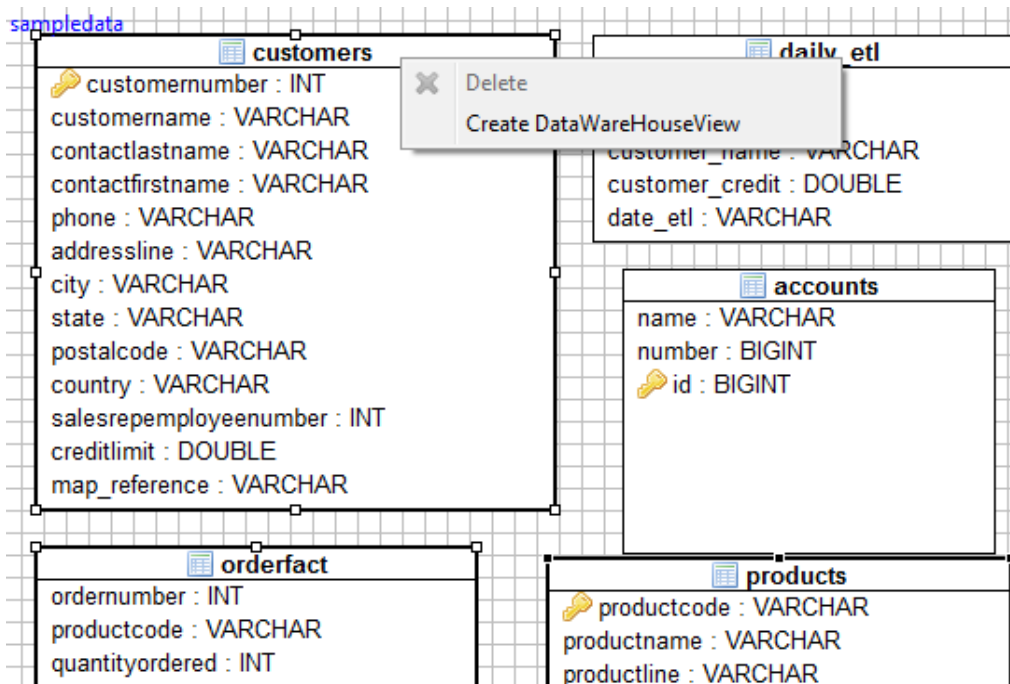 sampledata
customers
customernumber : INT
customername : VARCHAR
contactlastname : VARCHAR
contactfirstname : VARCHAR
phone : VARCHAR
addressline : VARCHAR
city : VARCHAR
state : VARCHAR
postalcode : VARCHAR
country : VARCHAR
salesrepemployeenumber : INT
creditlimit : DOUBLE
map_reference : VARCHAR
Delete
Create DataWareHouseView
daily_etl
customer_name : VARCHAR
customer_credit : DOUBLE
date_etl : VARCHAR
accounts
name : VARCHAR
number : BIGINT
id : BIGINT
orderfact
ordernumber : INT
productcode : VARCHAR
quantityordered : INT
products
productcode : VARCHAR
productname : VARCHAR
productline : VARCHAR